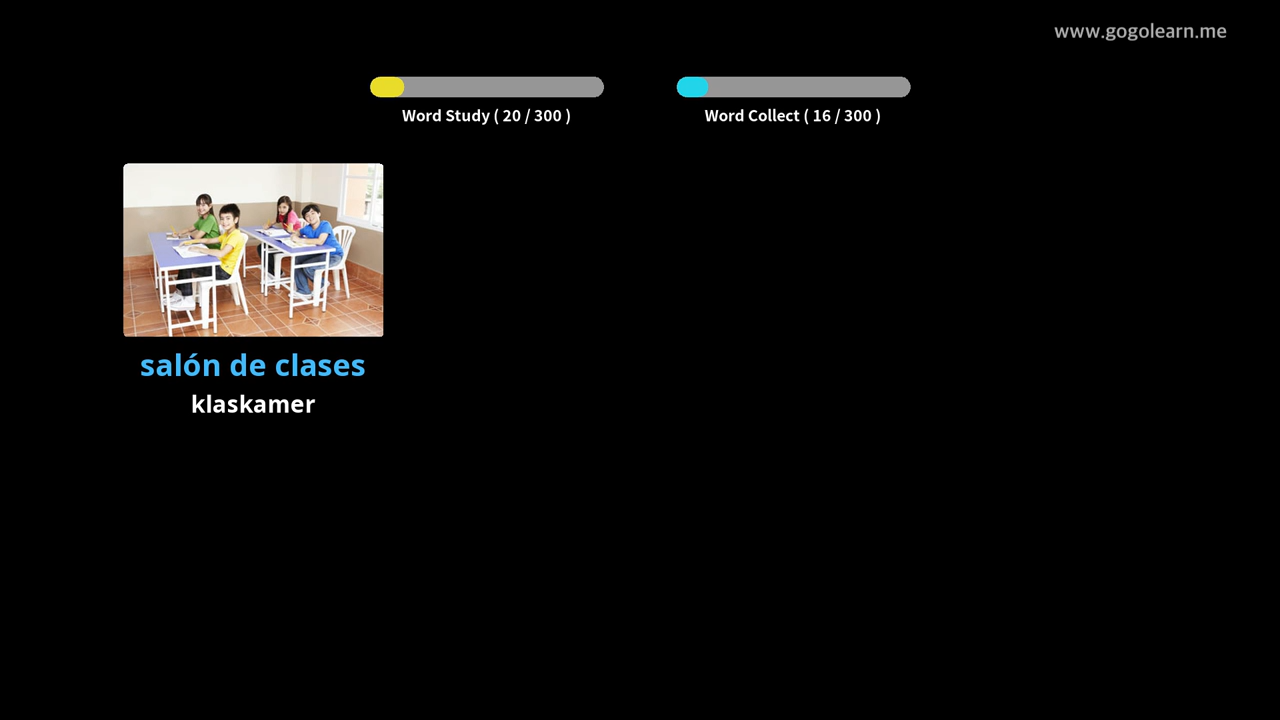 www.gogolearn.me
Word Study ( 20 / 300 )
Word Collect ( 16 / 300 )
salón de clases
klaskamer